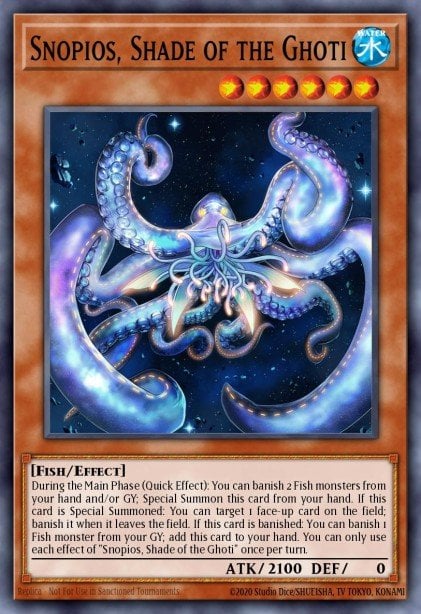 Snopios, Shade of the Ghoti
WATER
水
[Fish/Effect]
During the Main Phase (Quick Effect): You can banish 2 Fish monsters from
your hand and/or GY; Special Summon this card from your hand. If this
card is Special Summoned: You can target 1 face-up card on the field;
banish it when it leaves the field. If this card is banished: You can banish 1
Fish monster from your GY; add this card to your hand. You can only use
each effect of "Snopios, Shade of the Ghoti" once per turn.
ATK/ 2100 DEF/ 0
Replica - Not For Use in Sanctioned Tournaments
©2020 Studio Dice/SHUEISHA, TV TOKYO, KONAMI